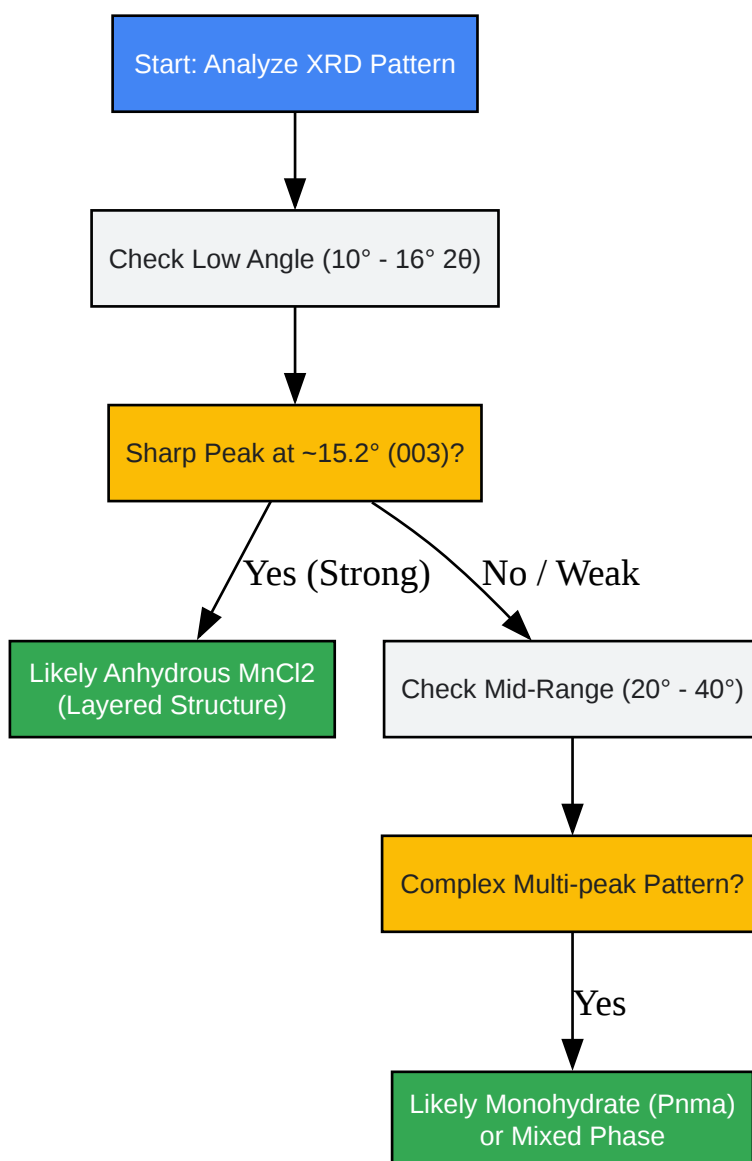 Start: Analyze XRD Pattern
Check Low Angle (10° - 16° 2θ)
Sharp Peak at ~15.2° (003)?
Yes (Strong)
No / Weak
Likely Anhydrous MnCl2
(Layered Structure)
Check Mid-Range (20° - 40°)
Complex Multi-peak Pattern?
Yes
Likely Monohydrate (Pnma)
or Mixed Phase